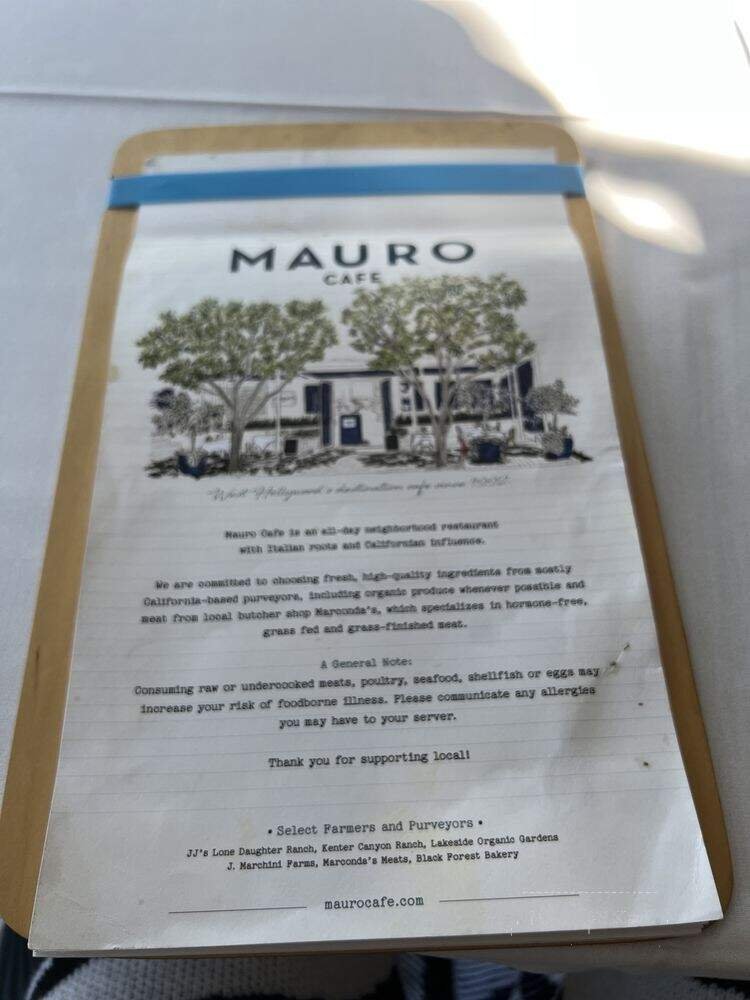 MAURO
CAFE
West Hollywood's destination cafe since
Mauro Cafe is an all-day neighborhood restaurant
with Italian roots and Californian influence.
We are committed to choosing fresh, high-quality ingredients from mostly
California-based purveyors, including organic produce whenever possible and
meat from local butcher shop Marconda's, which specializes in hormone-free,
grass fed and grass-finished meat.
A General Note:
Consuming raw or undercooked meats, poultry, seafood, shellfish or eggs may
increase your risk of foodborne illness. Please communicate any allergies
you may have to your server.
Thank you for supporting local!
• Select Farmers and Purveyors •
JJ's Lone Daughter Ranch, Kenter Canyon Ranch, Lakeside Organic Gardens
J. Marchini Farms, Marconda's Meats, Black Forest Bakery
maurocafe.com